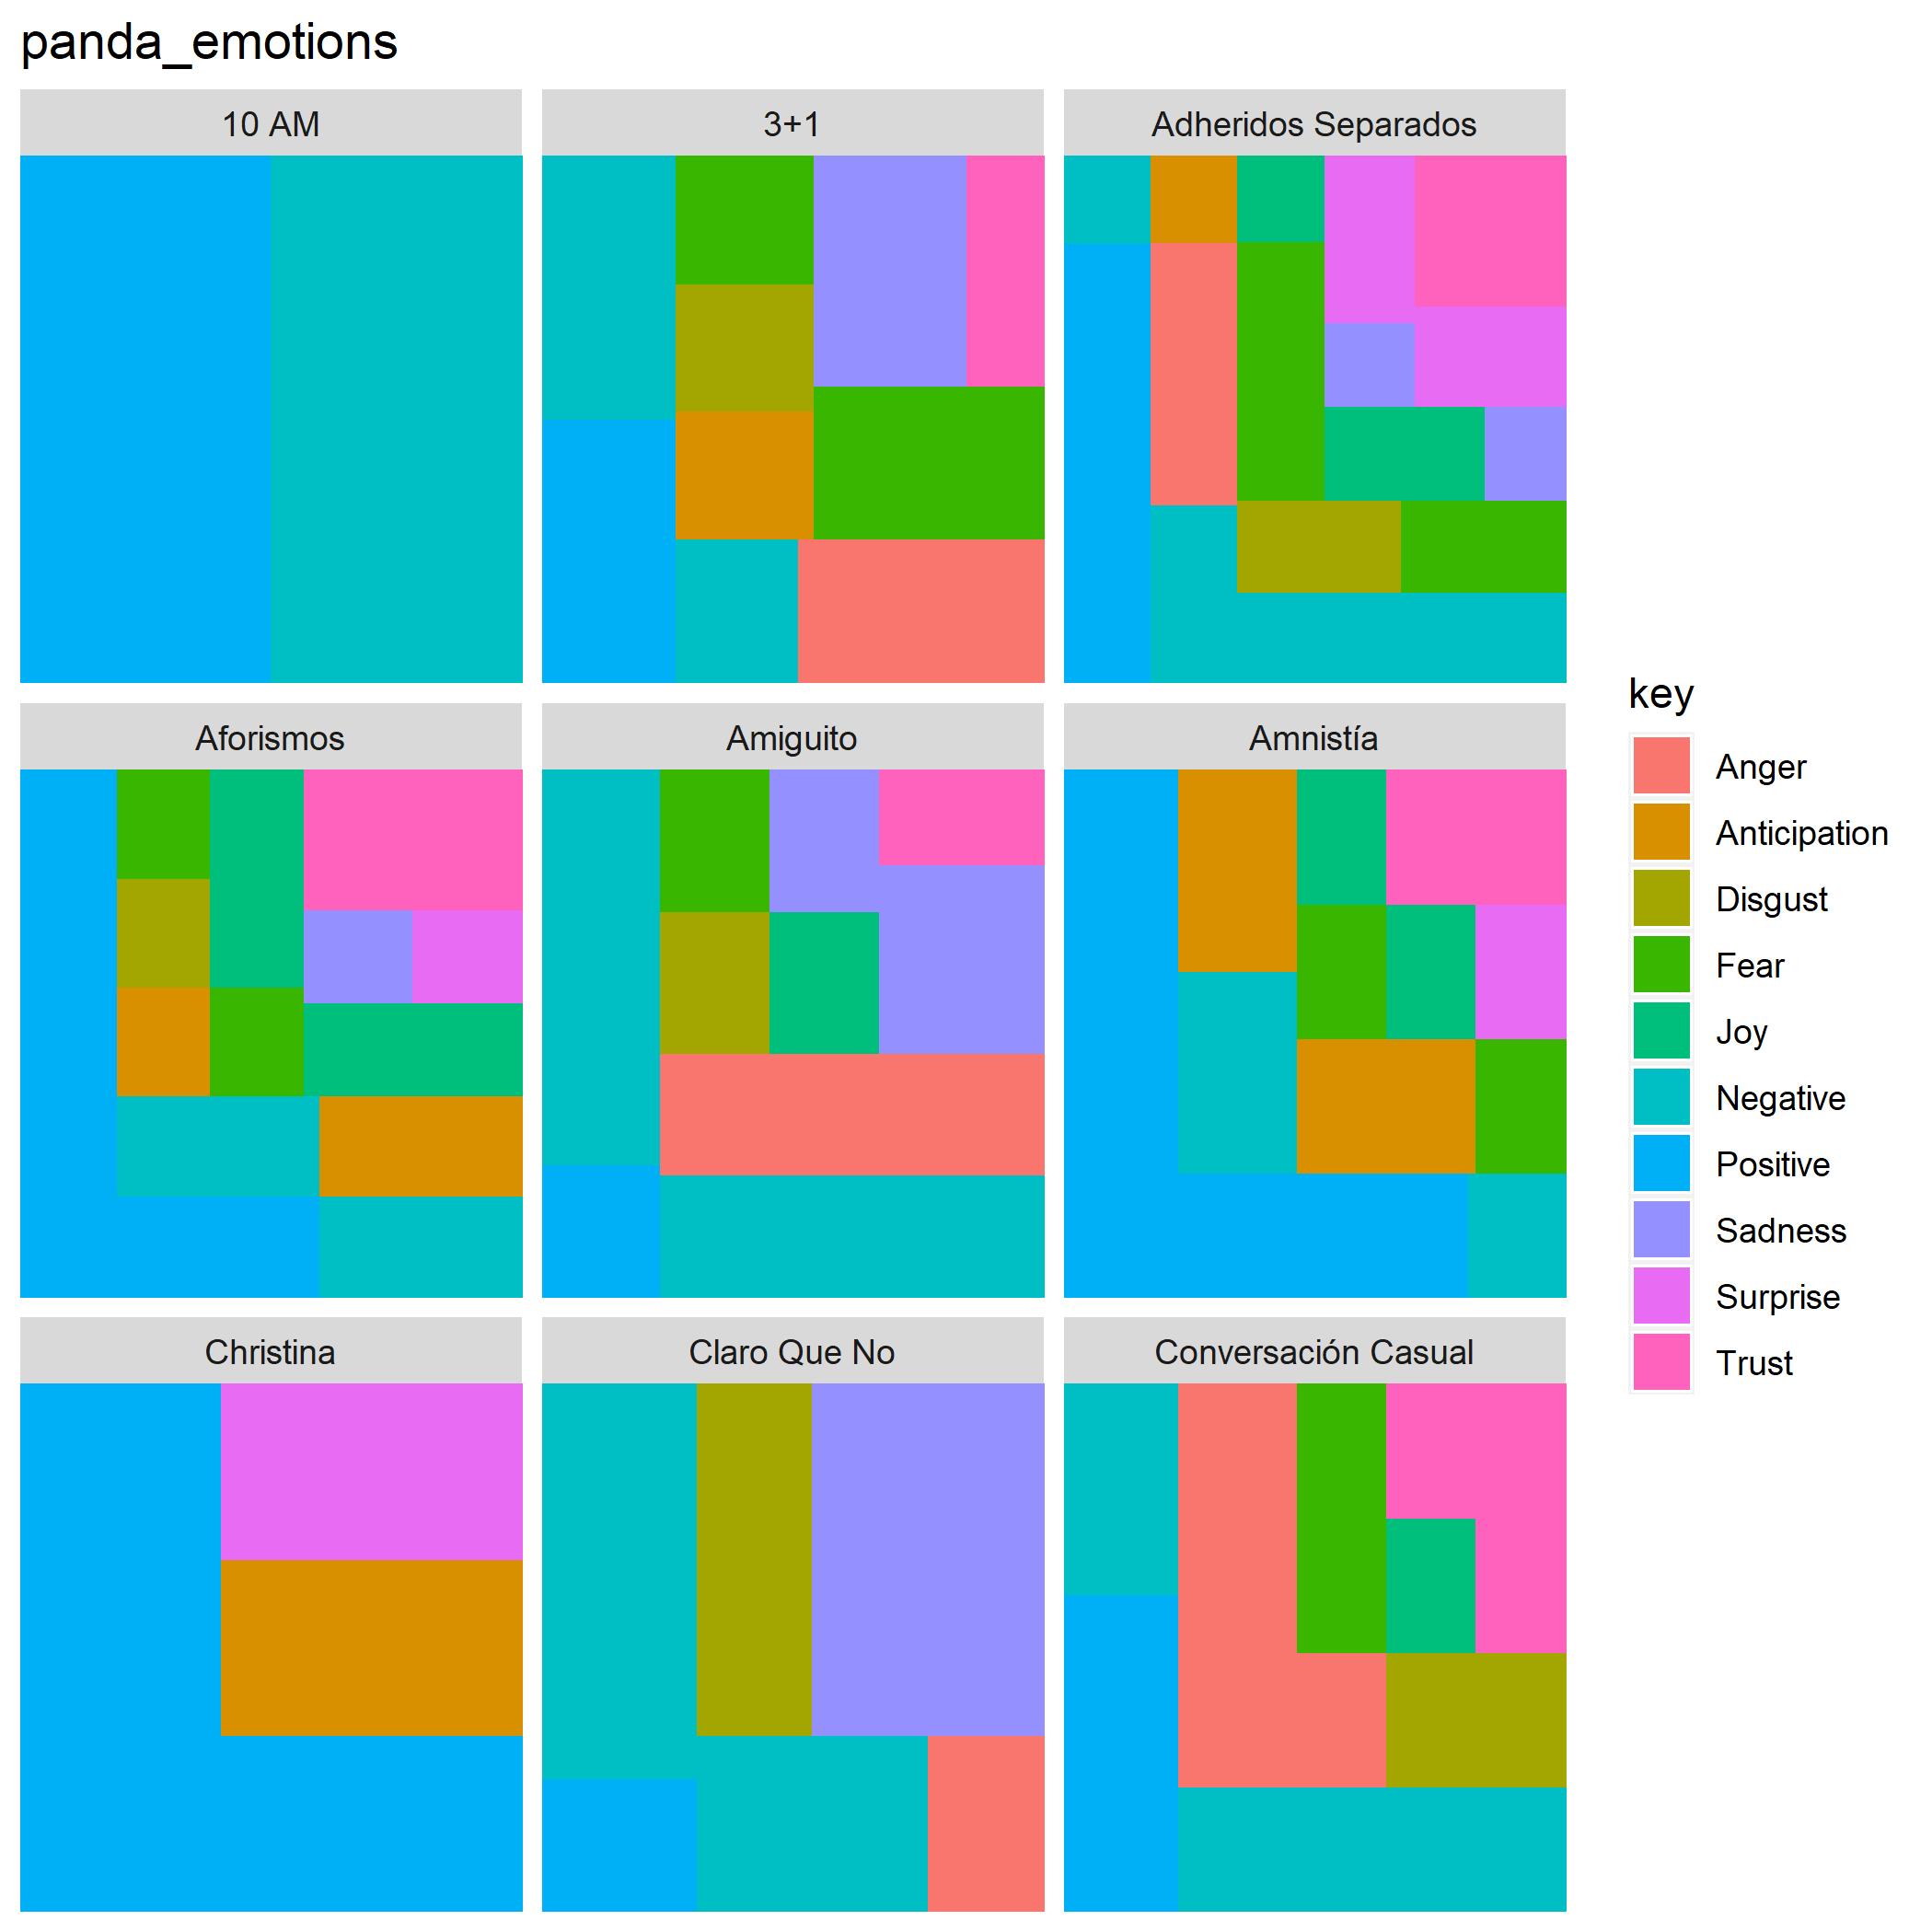 panda_emotions
10 AM
3+1
Adheridos Separados
Aforismos
Amiguito
Amnistía
Christina
Claro Que No
Conversación Casual
key
Anger
Anticipation
Disgust
Fear
Joy
Negative
Positive
Sadness
Surprise
Trust